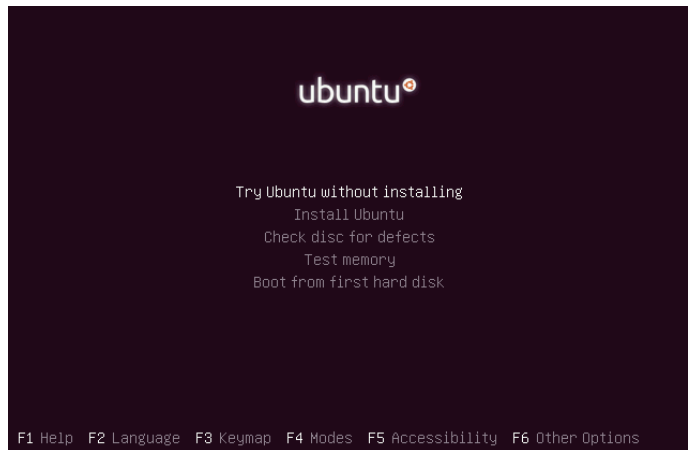 ubuntu
Try Ubuntu without installing
Install Ubuntu
Check disc for defects
Test memory
Boot from first hard disk
F1 Help F2 Language F3 Keymap F4 Modes F5 Accessibility F6 Other Options